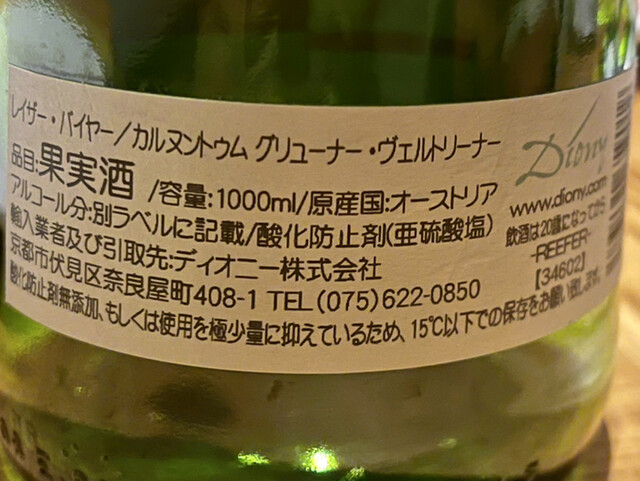 レイザー・バイヤー/カルヌントゥム グリューナー・ヴェルトリーナー
品目:果実酒 /容量:1000ml/原産国:オーストリア
アルコール分:別ラベルに記載/酸化防止剤(亜硫酸塩)
輸入業者及び引取先:ディオニー株式会社
京都市伏見区奈良屋町408-1 TEL(075)622-0850
酸化防止剤無添加、もしくは使用を極少量に抑えているため、15℃以下での保存をお願い致します。
Diony
www.diony.com
飲酒は20歳になってから
-REEFER-
【34602】